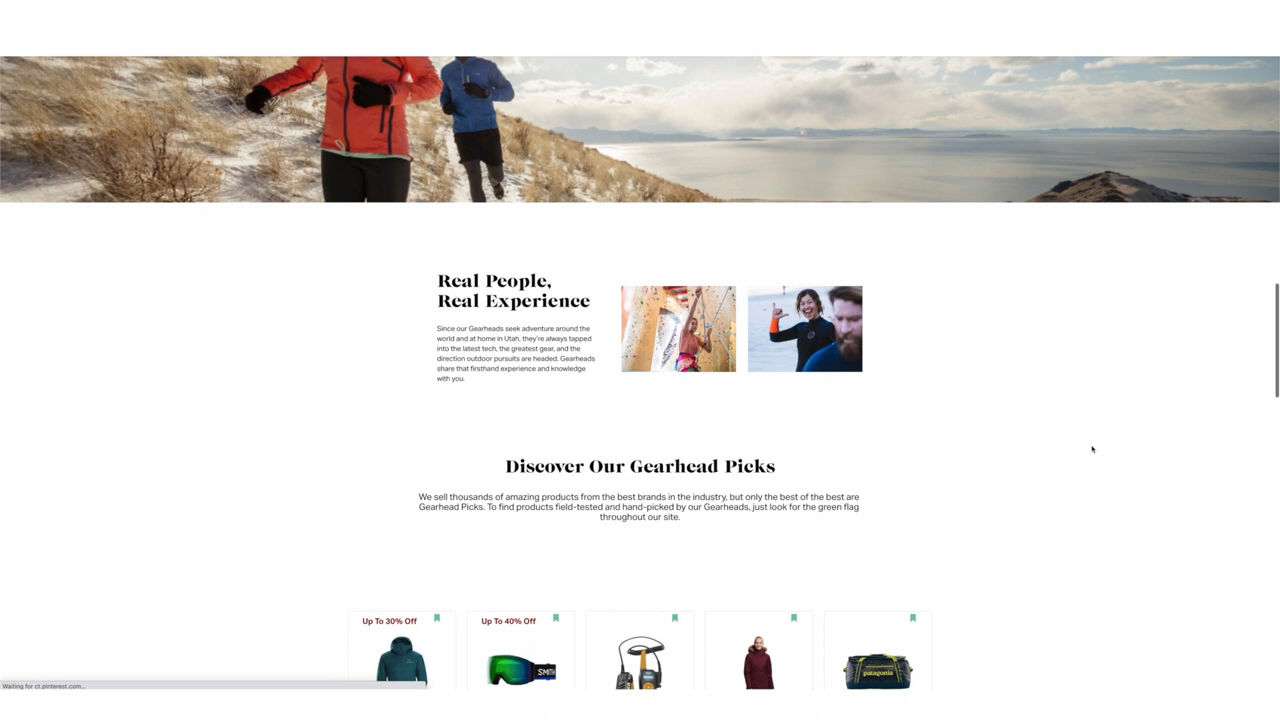 Real People,
Real Experience
Since our Gearheads seek adventure around the
world and at home in Utah, they're always tapped
into the latest tech, the greatest gear, and the
direction outdoor pursuits are headed. Gearheads
share that firsthand experience and knowledge
with you.
Discover Our Gearhead Picks
We sell thousands of amazing products from the best brands in the industry, but only the best of the best are
Gearhead Picks. To find products field-tested and hand-picked by our Gearheads, just look for the green flag
throughout our site.
Up To 30% Off
Up To 40% Off
SMITH
patagonia
Waiting for ct.pinterest.com...